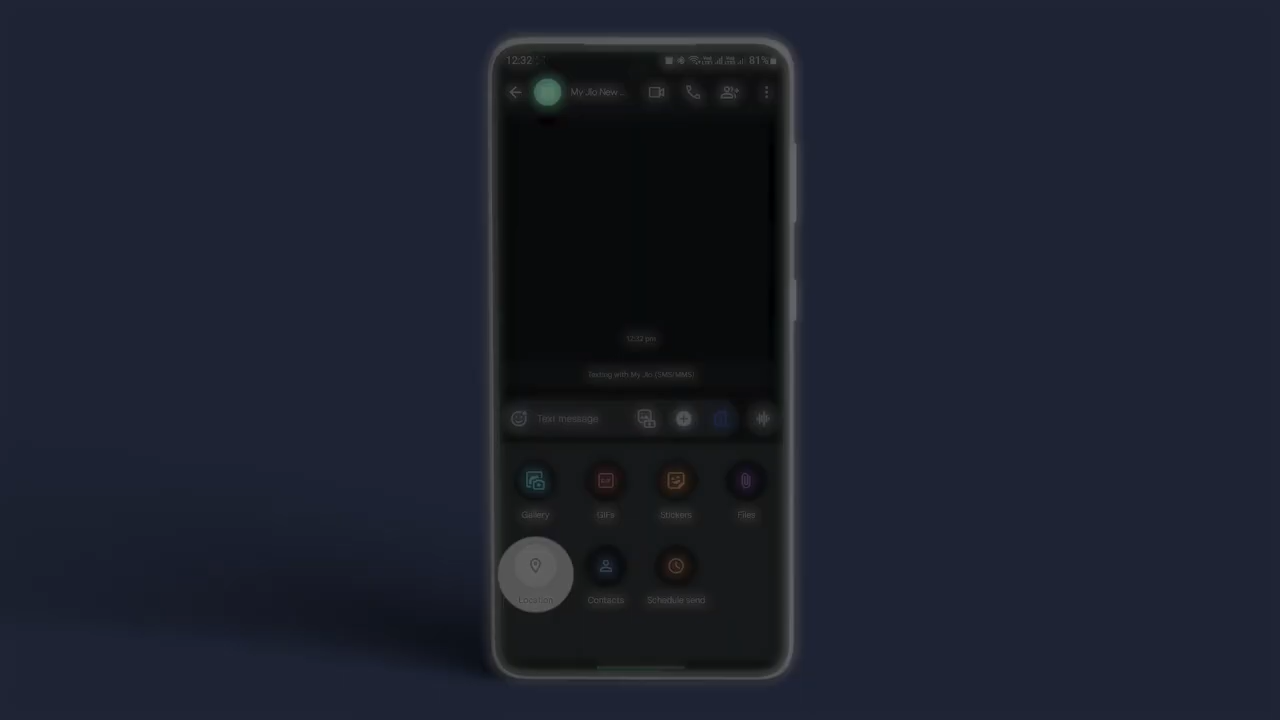 12:32
81%
My Jio New ...
12:32 pm
Texting with My Jio (SMS/MMS)
Text message
Gallery
GIFs
Stickers
Files
Location
Contacts
Schedule send